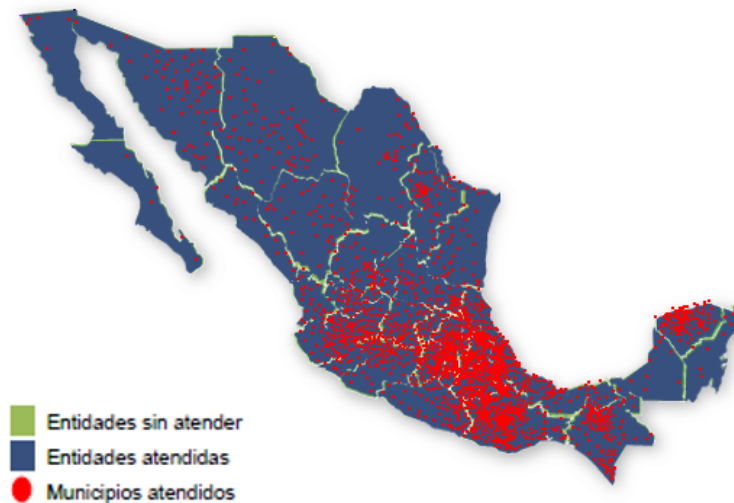 Entidades sin atender
Entidades atendidas
Municipios atendidos